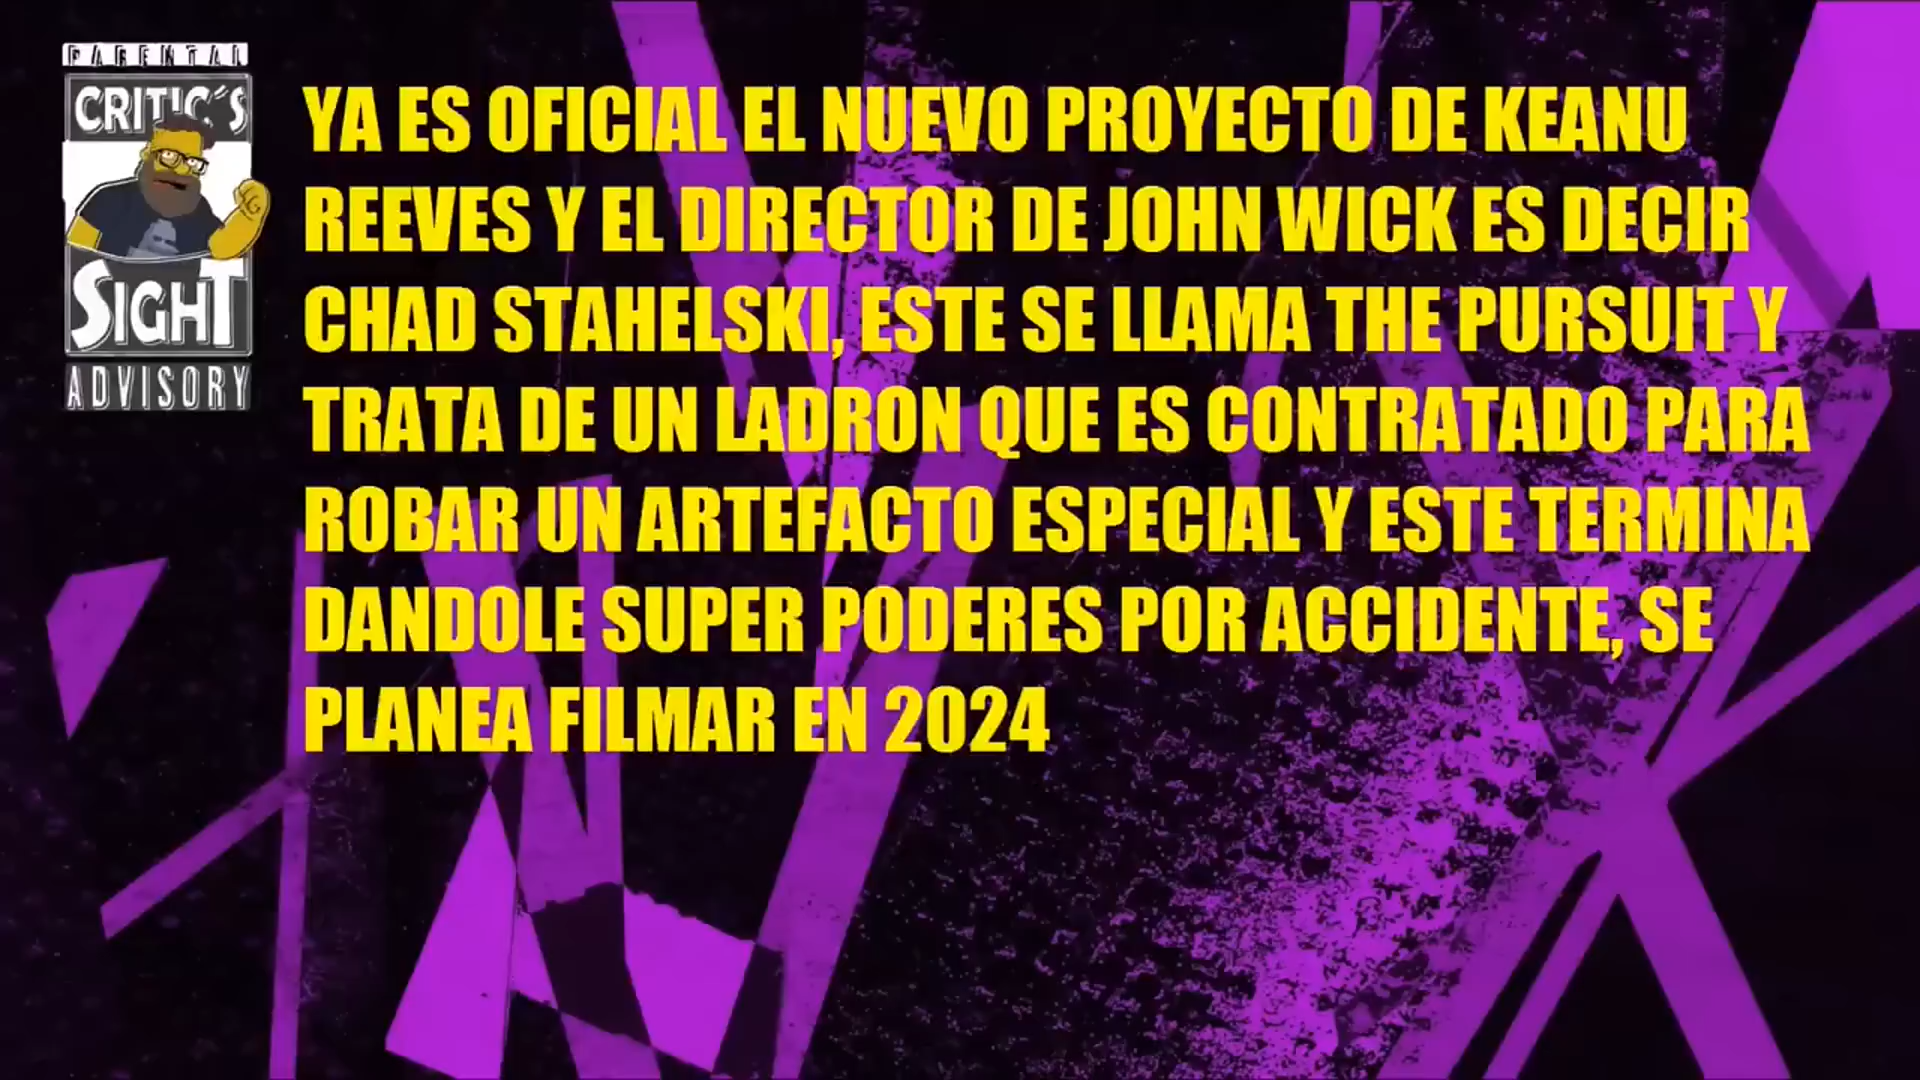 PARENTAL
CRITIC'S
SIGHT
ADVISORY
YA ES OFICIAL EL NUEVO PROYECTO DE KEANU
REEVES Y EL DIRECTOR DE JOHN WICK ES DECIR
CHAD STAHELSKI, ESTE SE LLAMA THE PURSUIT Y
TRATA DE UN LADRON QUE ES CONTRATADO PARA
ROBAR UN ARTEFACTO ESPECIAL Y ESTE TERMINA
DANDOLE SUPER PODERES POR ACCIDENTE, SE
PLANEA FILMAR EN 2024